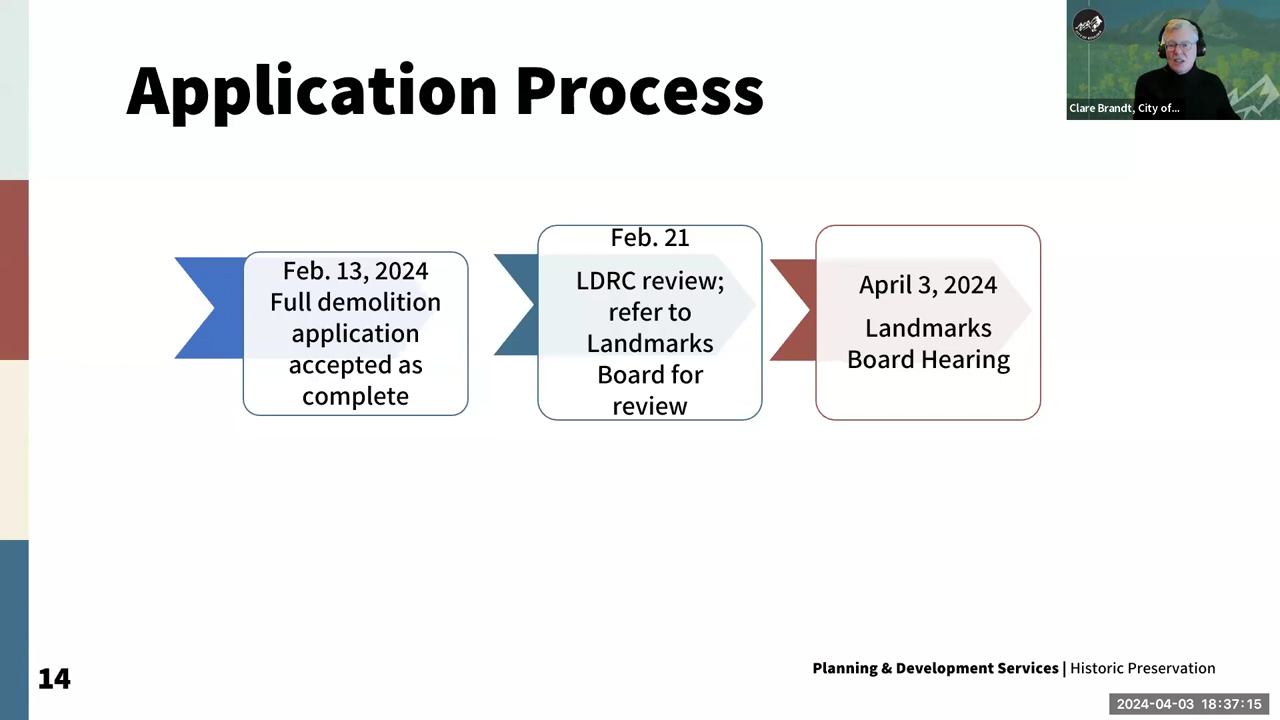 Application Process
Clare Brandt, City of...
Feb. 13, 2024
Full demolition
application
accepted as
complete
Feb. 21
LDRC review;
refer to
Landmarks
Board for
review
April 3, 2024
Landmarks
Board Hearing
14
Planning & Development Services | Historic Preservation
2024-04-03 18:37:15